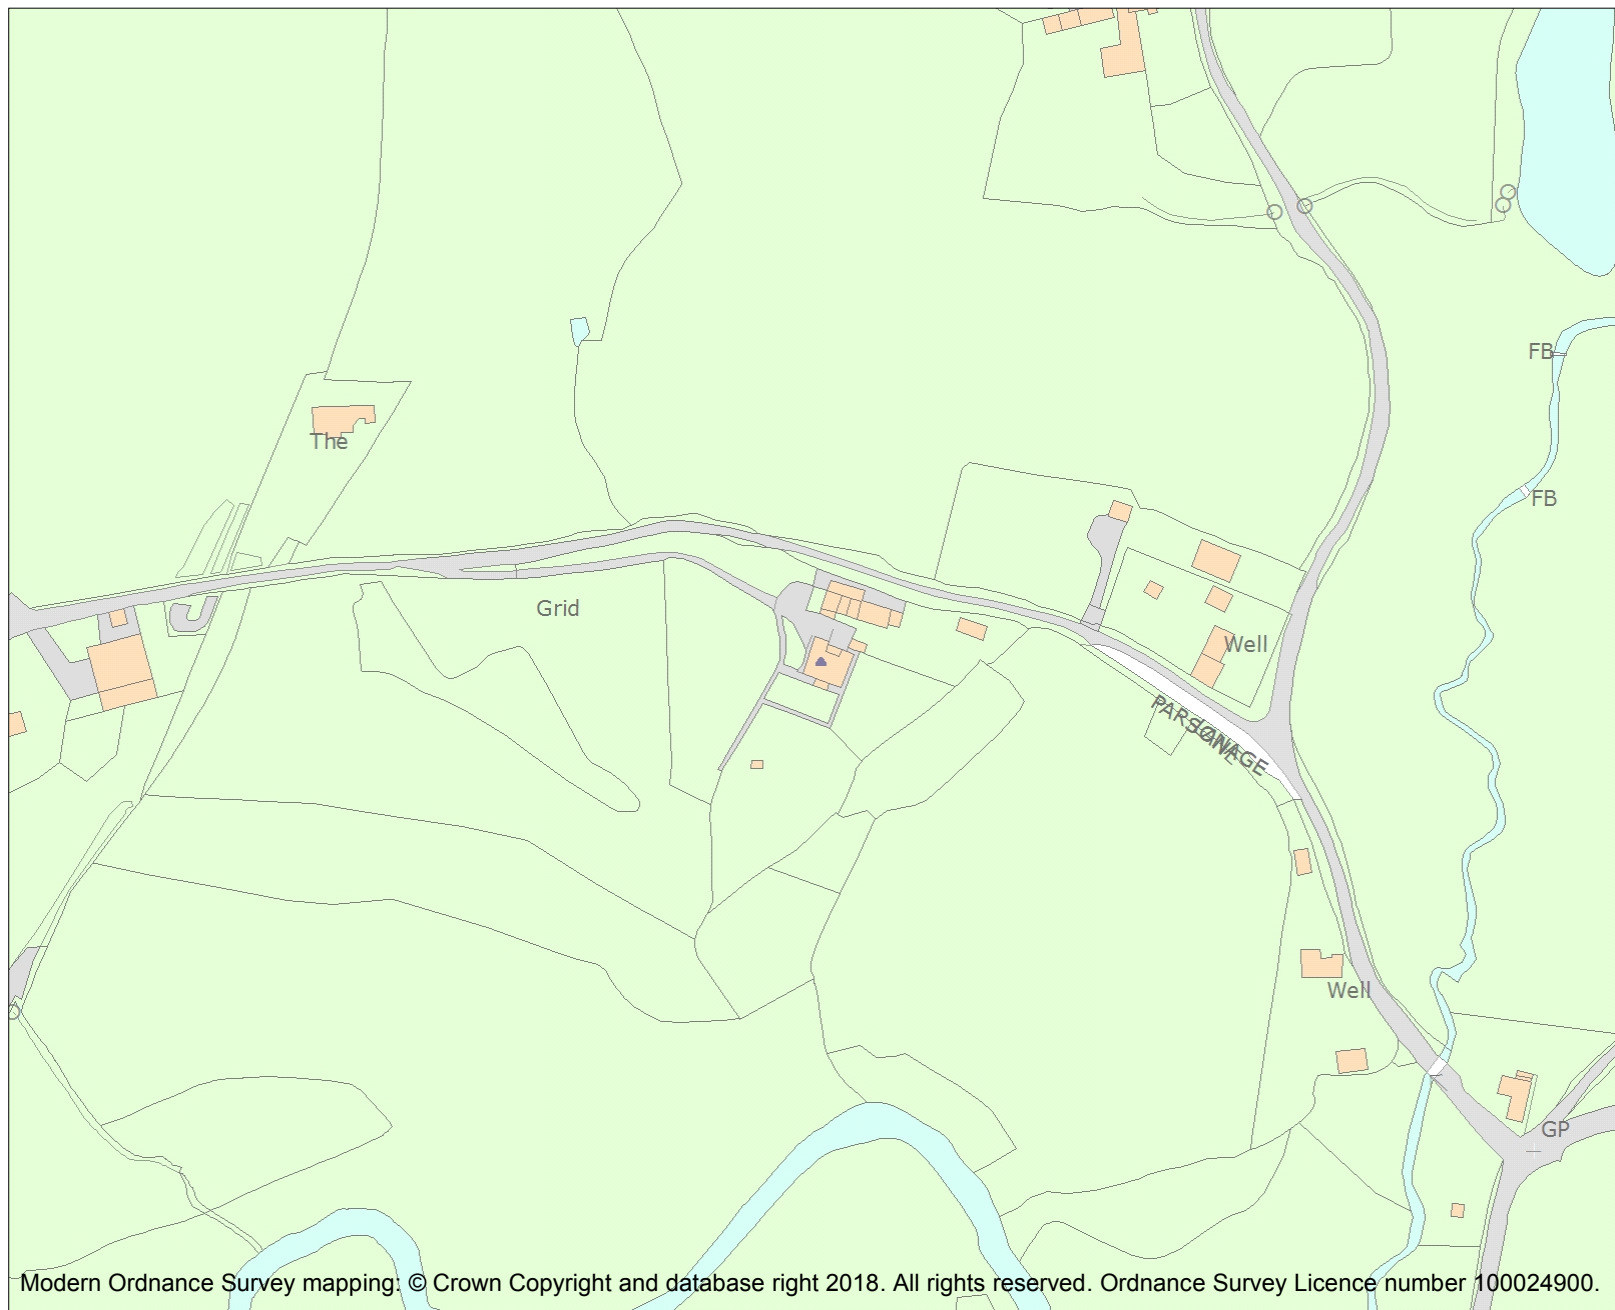 FB
The
FB
Grid
Well
PARSONAGE
Well
GP
Modern Ordnance Survey mapping: © Crown Copyright and database right 2018. All rights reserved. Ordnance Survey Licence number 100024900.